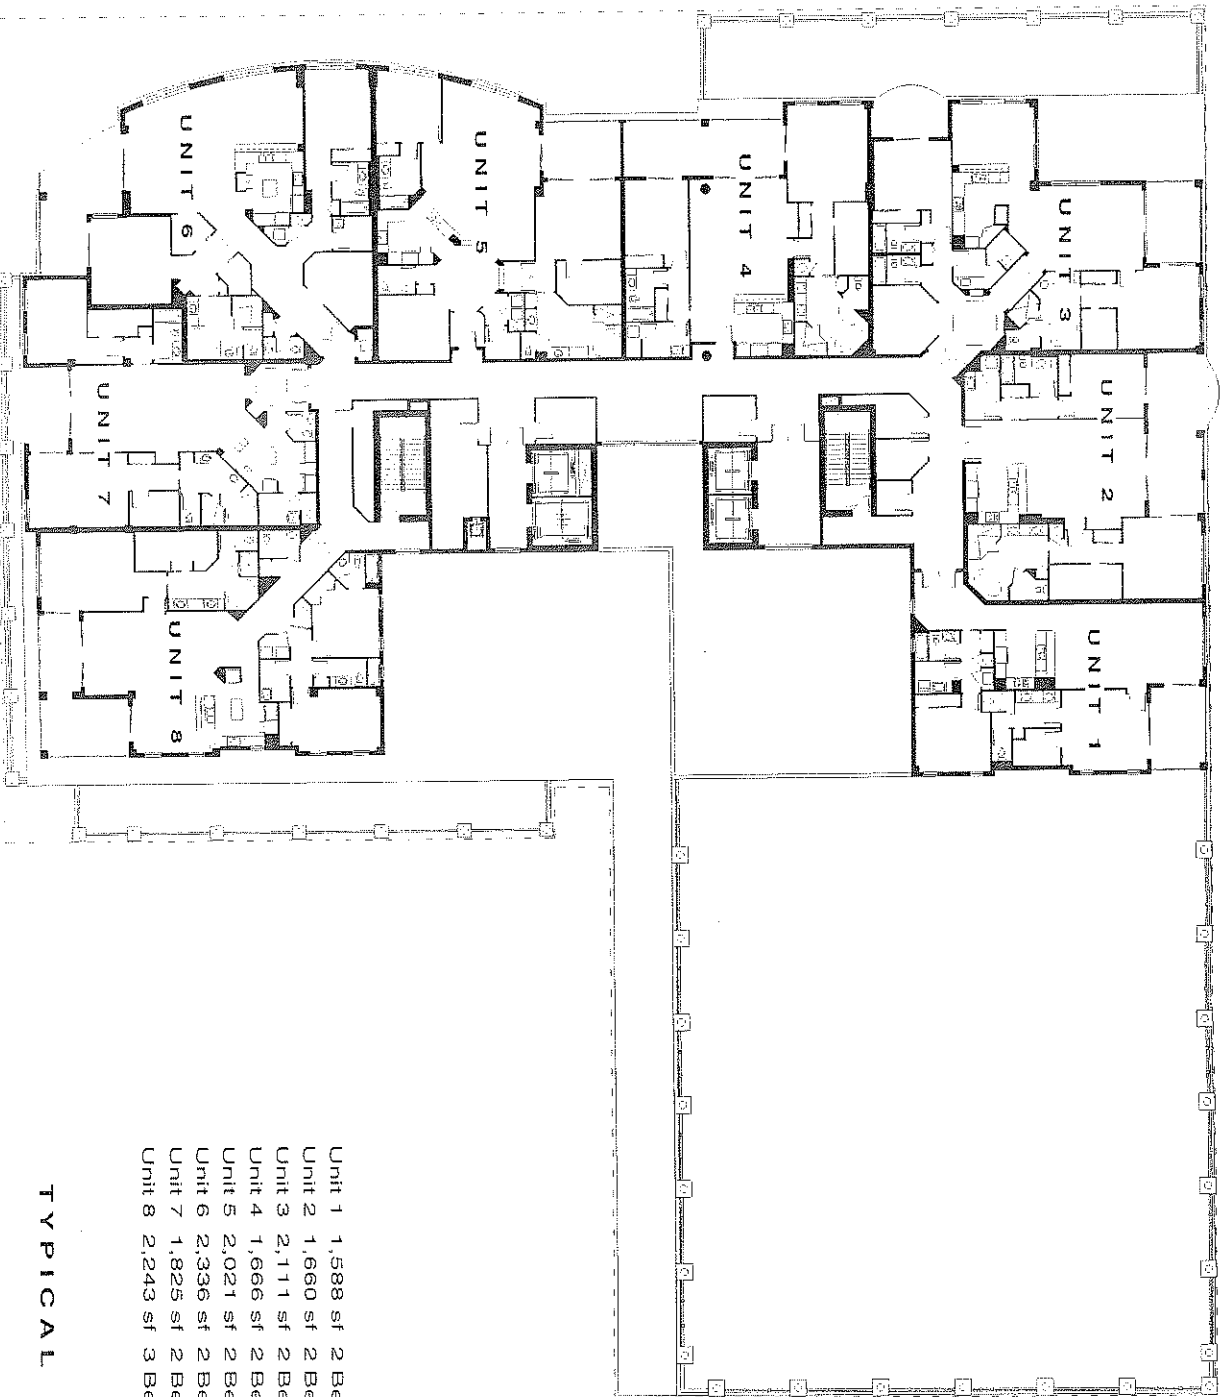 UNIT 1
UNIT 2
UNIT 3
UNIT 4
UNIT 5
UNIT 6
UNIT 7
UNIT 8
Unit 1 1,588 sf 2 Be
Unit 2 1,660 sf 2 Be
Unit 3 2,111 sf 2 Be
Unit 4 1,666 sf 2 Be
Unit 5 2,021 sf 2 Be
Unit 6 2,336 sf 2 Be
Unit 7 1,825 sf 2 Be
Unit 8 2,243 sf 3 Be
TYPICAL